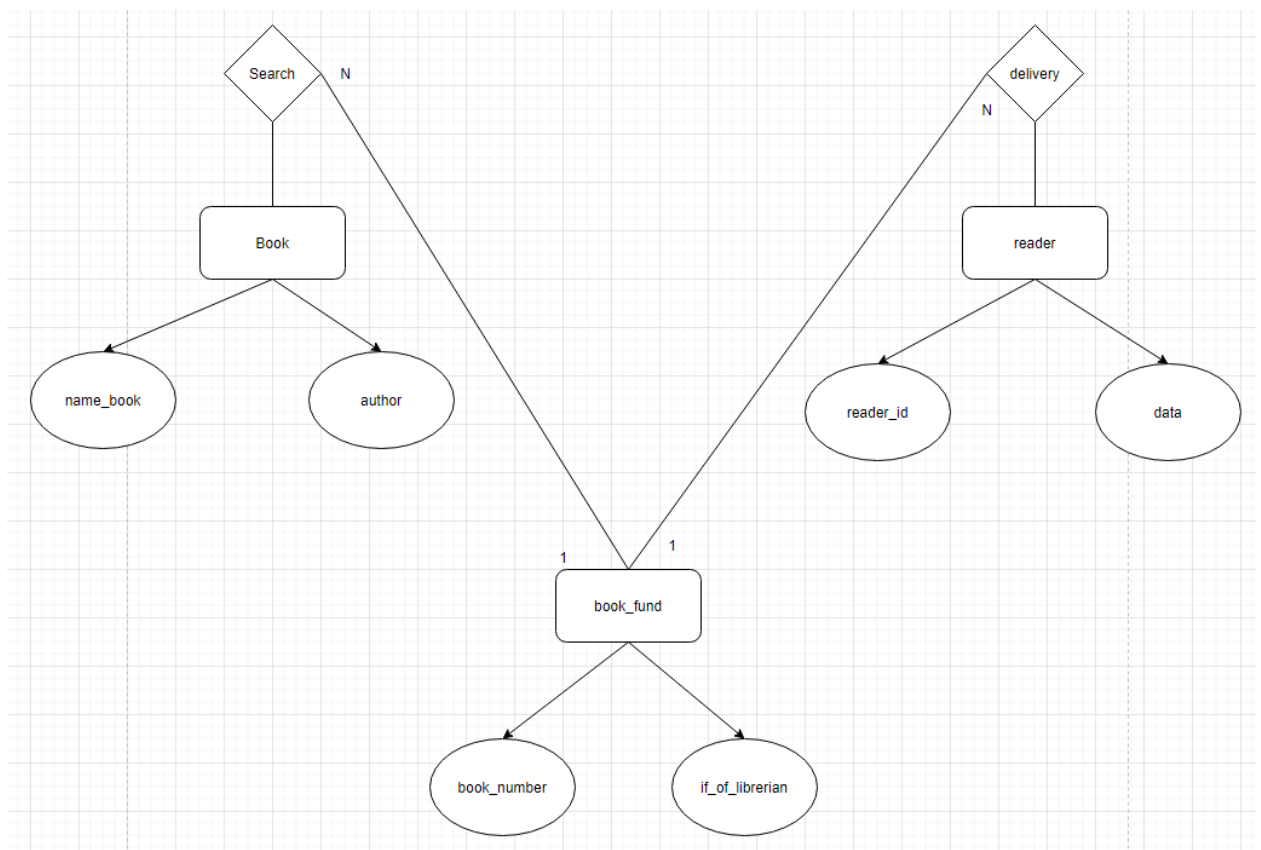 Search
N
delivery
N
Book
reader
name_book
author
reader_id
data
1
1
book_fund
book_number
if_of_librerian